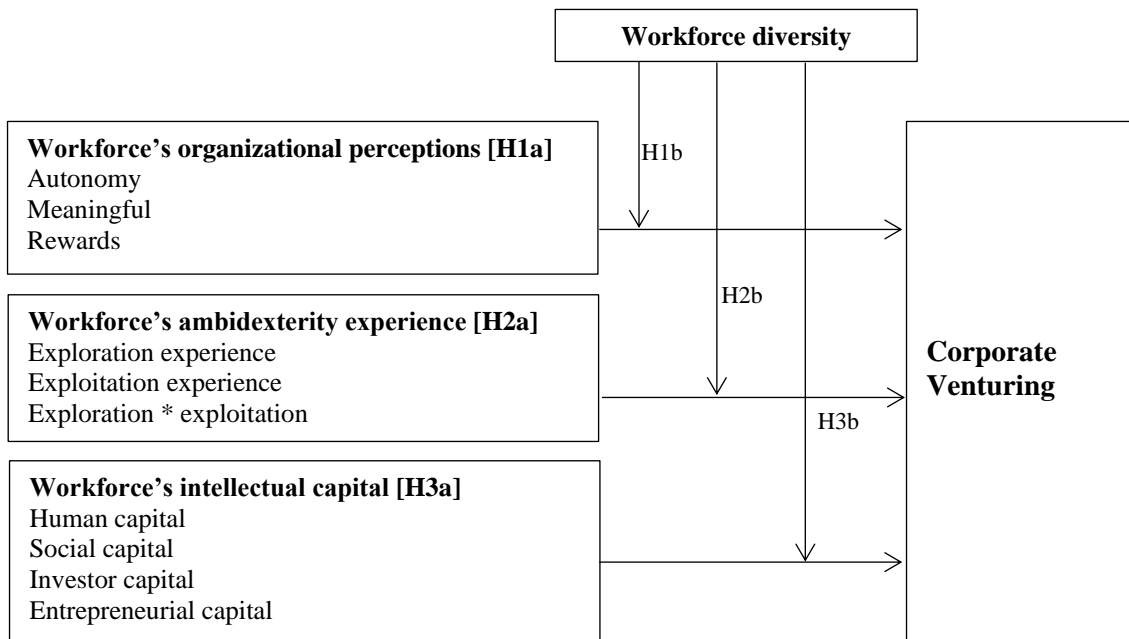 Workforce diversity
Workforce’s organizational perceptions [H1a]
Autonomy
Meaningful
Rewards
H1b
Workforce’s ambidexterity experience [H2a]
Exploration experience
Exploitation experience
Exploration * exploitation
H2b
Workforce’s intellectual capital [H3a]
Human capital
Social capital
Investor capital
Entrepreneurial capital
H3b
Corporate
Venturing